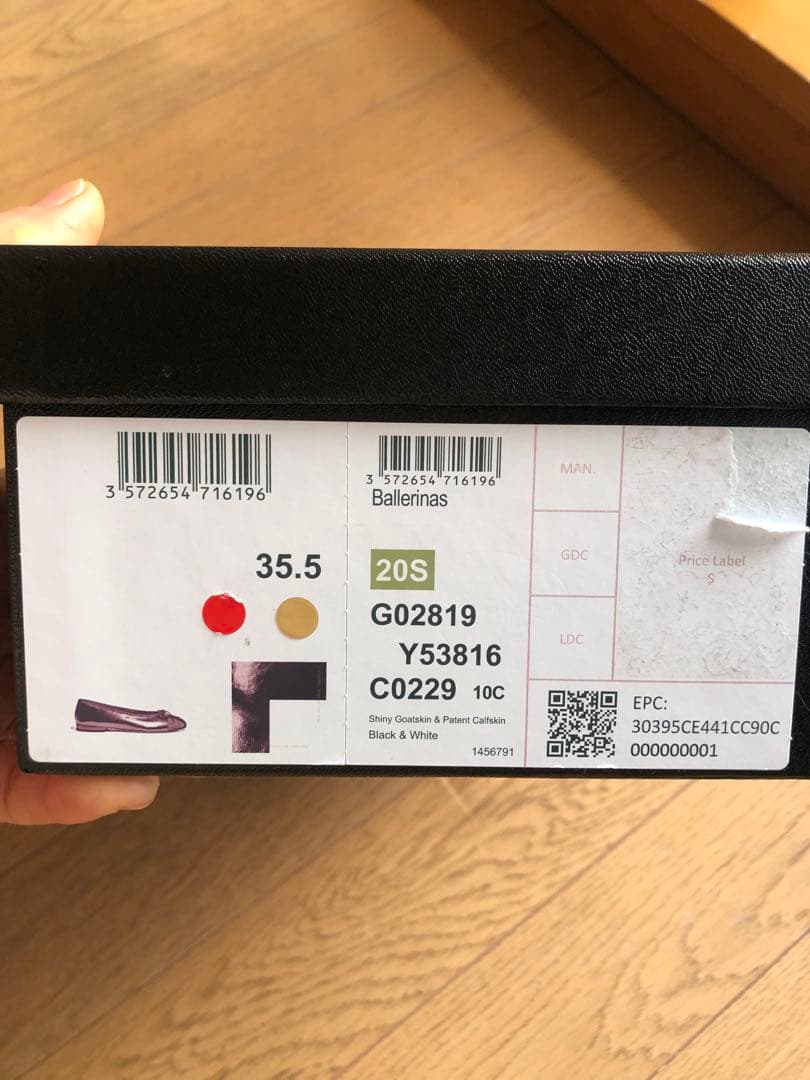 3 572654 716196
35.5
3 572654 716196
Ballerinas
20S
G02819
Y53816
C0229 10C
Shiny Goatskin & Patent Calfskin
Black & White
1456791
MAN.
GDC
LDC
Price Label
$
EPC:
30395CE441CC90C
000000001